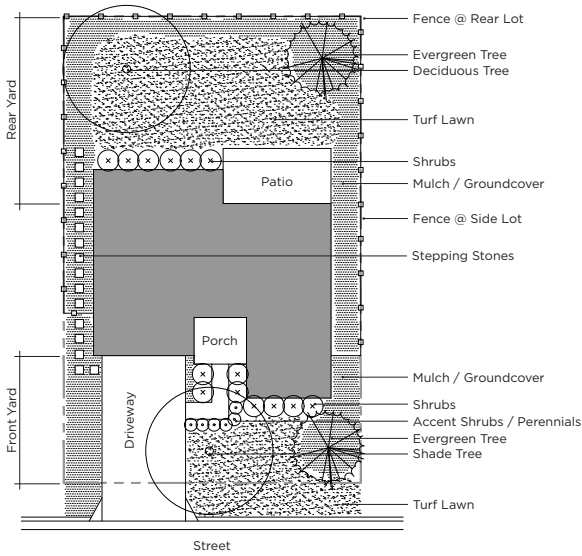 Fence @ Rear Lot
Evergreen Tree
Deciduous Tree
Rear Yard
Turf Lawn
Shrubs
Patio
Mulch / Groundcover
Fence @ Side Lot
Stepping Stones
Porch
Mulch / Groundcover
Front Yard
Driveway
Shrubs
Accent Shrubs / Perennials
Evergreen Tree
Shade Tree
Turf Lawn
Street